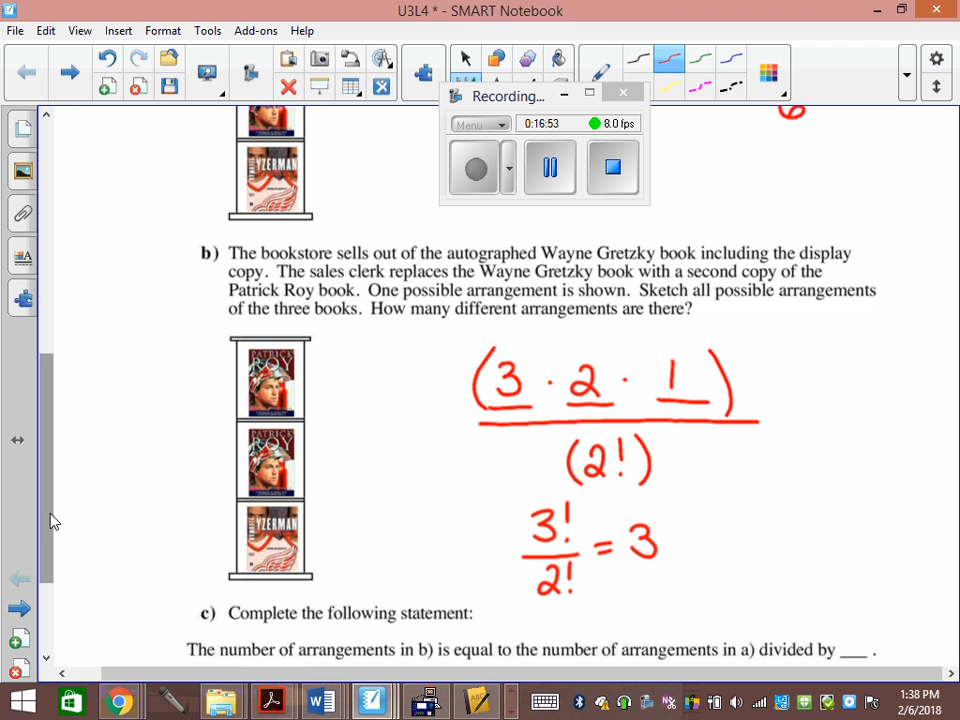 U3L4 * - SMART Notebook
File Edit View Insert Format Tools Add-ons Help
Recording...
Menu 0:16:53 8.0 fps
6
YZERMAN
b) The bookstore sells out of the autographed Wayne Gretzky book including the display
copy. The sales clerk replaces the Wayne Gretzky book with a second copy of the
Patrick Roy book. One possible arrangement is shown. Sketch all possible arrangements
of the three books. How many different arrangements are there?
PATRICK
ROY
(3 · 2 · 1)
(2!)
PATRICK
ROY
YZERMAN
3!
= 3
2!
c) Complete the following statement:
The number of arrangements in b) is equal to the number of arrangements in a) divided by ___ .
1:38 PM
2/6/2018